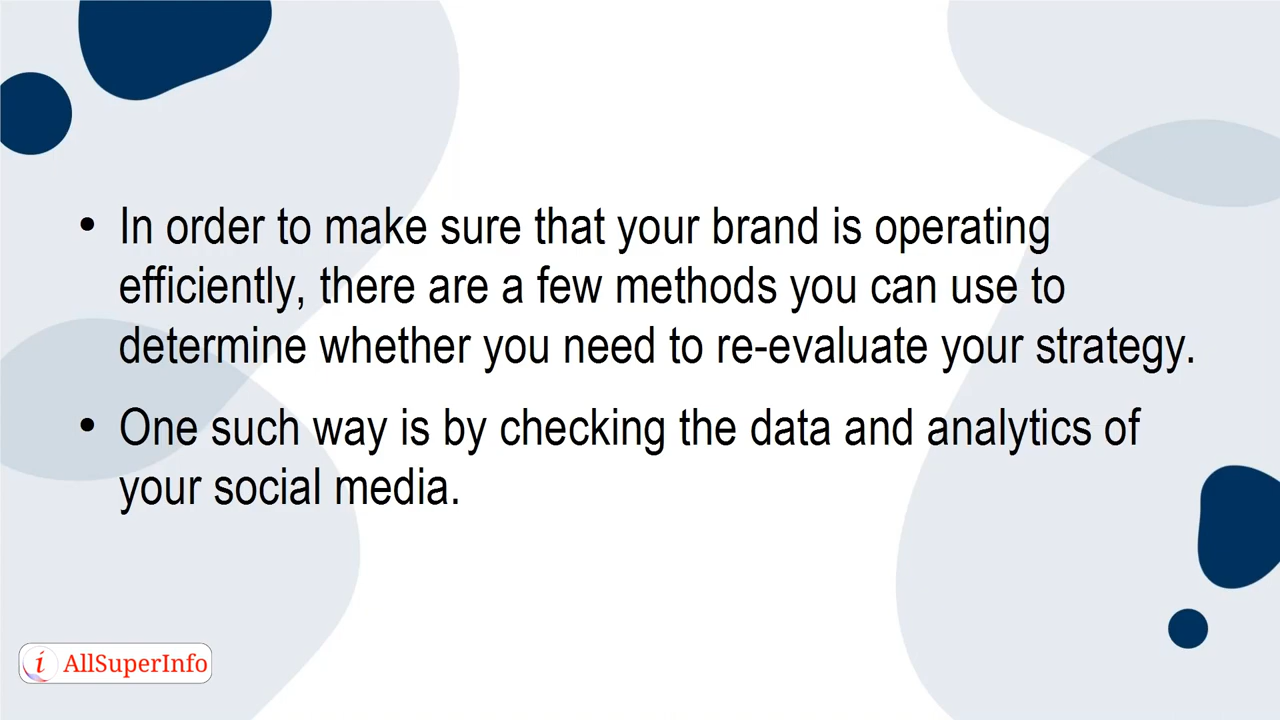 • In order to make sure that your brand is operating
efficiently, there are a few methods you can use to
determine whether you need to re-evaluate your strategy.
• One such way is by checking the data and analytics of
your social media.
i AllSuperInfo